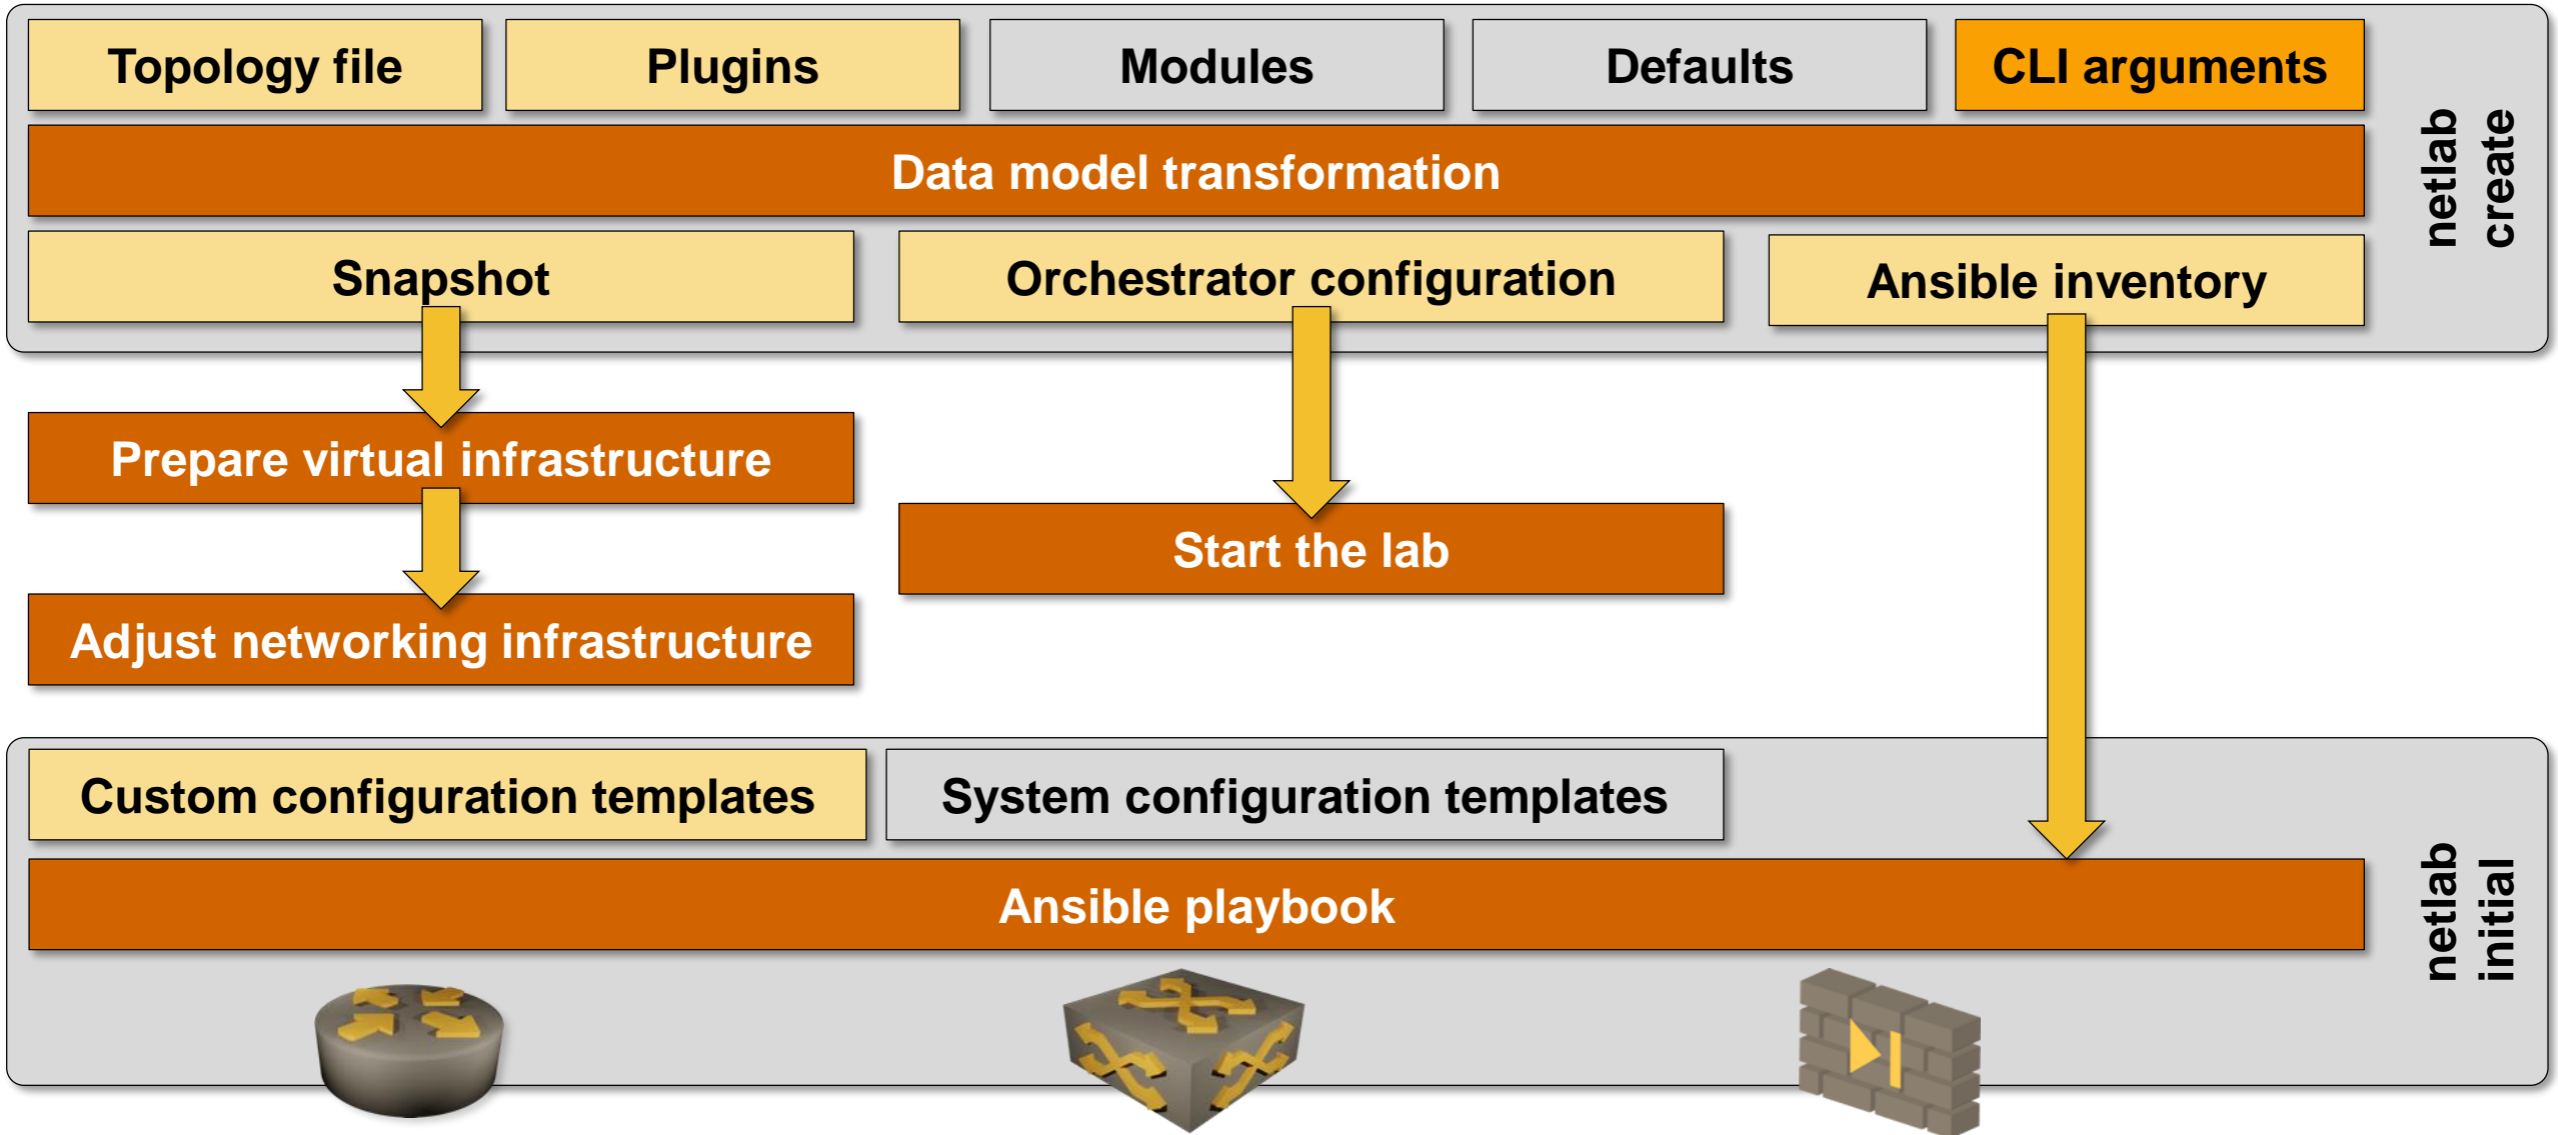 Topology file
Plugins
Modules
Defaults
CLI arguments
Data model transformation
netlab
create
Snapshot
Orchestrator configuration
Ansible inventory
Prepare virtual infrastructure
Start the lab
Adjust networking infrastructure
Custom configuration templates
System configuration templates
Ansible playbook
netlab
initial